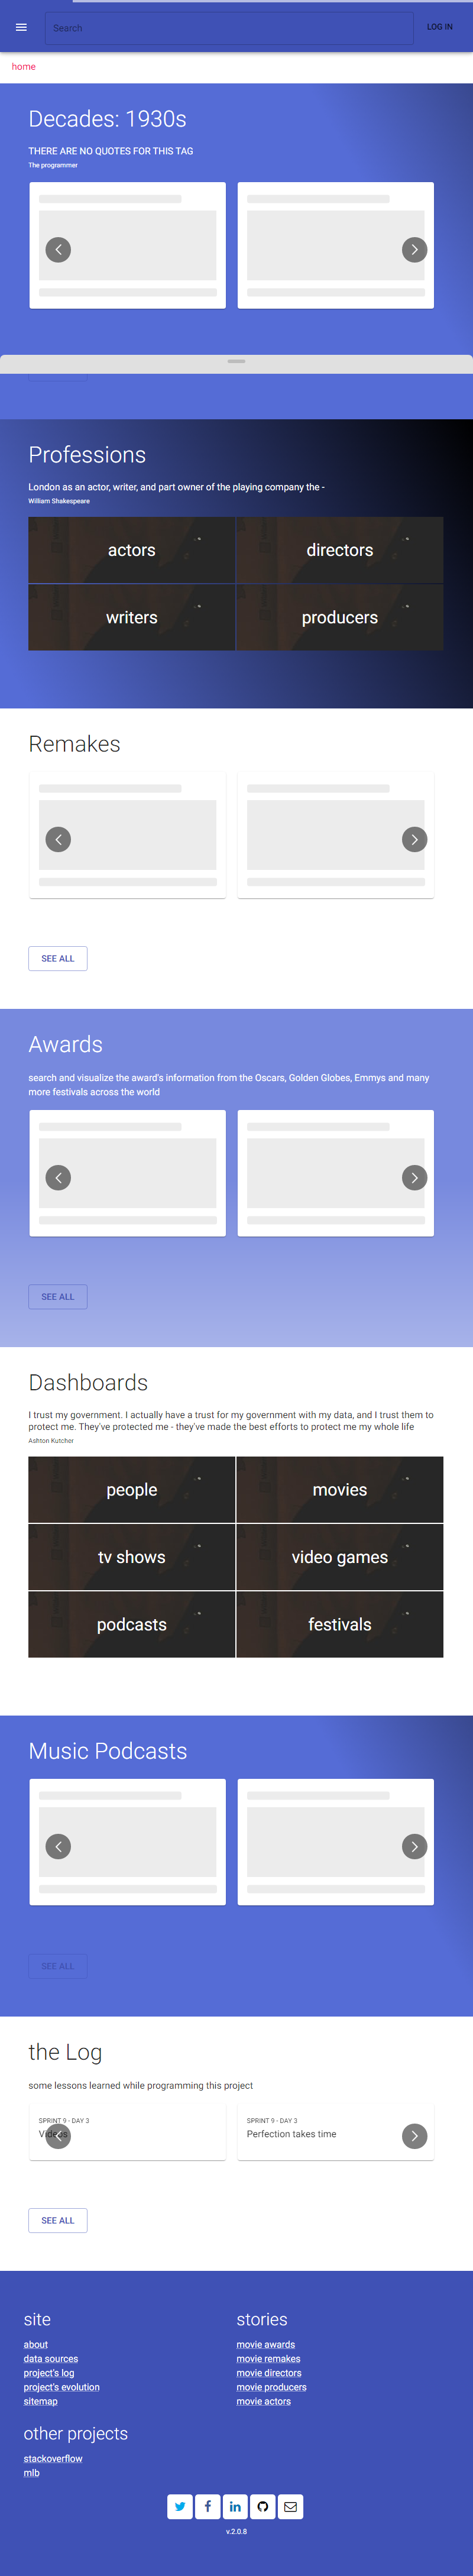 Search
LOG IN
home
Decades: 1930s
THERE ARE NO QUOTES FOR THIS TAG
The programmer
Professions
London as an actor, writer, and part owner of the playing company the -
William Shakespeare
actors
directors
writers
producers
Remakes
SEE ALL
Awards
search and visualize the award's information from the Oscars, Golden Globes, Emmys and many
more festivals across the world
SEE ALL
Dashboards
I trust my government. I actually have a trust for my government with my data, and I trust them to
protect me. They've protected me - they've made the best efforts to protect me my whole life
Ashton Kutcher
people
movies
tv shows
video games
podcasts
festivals
Music Podcasts
SEE ALL
the Log
some lessons learned while programming this project
SPRINT 9 - DAY 3
Videos
SPRINT 9 - DAY 3
Perfection takes time
SEE ALL
site
about
data sources
project's log
project's evolution
sitemap
stories
movie awards
movie remakes
movie directors
movie producers
movie actors
other projects
stackoverflow
mlb
v.2.0.8